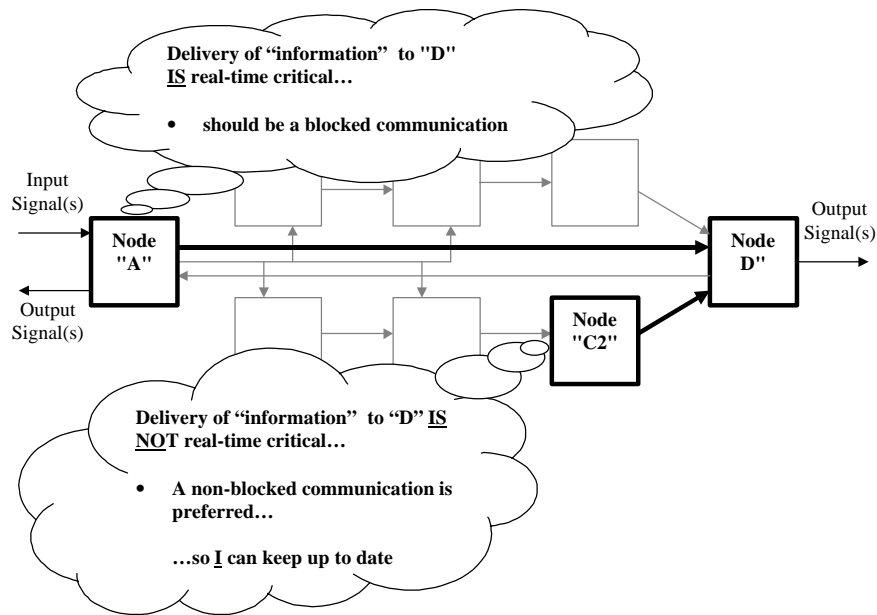 Delivery of “information” to "D"
IS real-time critical…
• should be a blocked communication
Input
Signal(s)
Node
"A"
Output
Signal(s)
Node
D"
Output
Signal(s)
Node
"C2"
Delivery of “information” to “D” IS
NOT real-time critical…
• A non-blocked communication is
preferred…
…so I can keep up to date